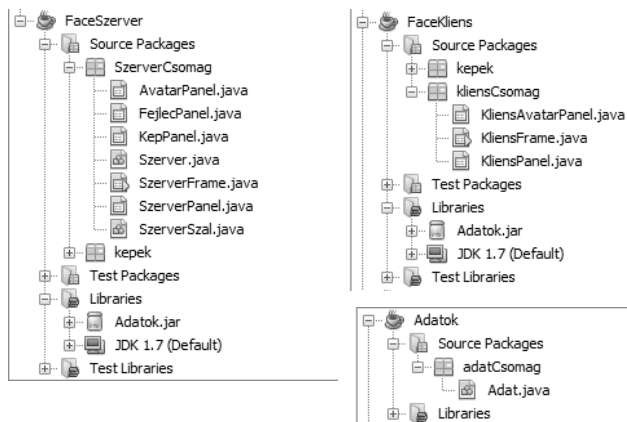 FaceSzerver
Source Packages
SzerverCsomag
AvatarPanel.java
FejlecPanel.java
KepPanel.java
Szerver.java
SzerverFrame.java
SzerverPanel.java
SzerverSzal.java
kepek
Test Packages
Libraries
Adatok.jar
JDK 1.7 (Default)
Test Libraries
FaceKliens
Source Packages
kepek
kliensCsomag
KliensAvatarPanel.java
KliensFrame.java
KliensPanel.java
Test Packages
Libraries
Adatok.jar
JDK 1.7 (Default)
Test Libraries
Adatok
Source Packages
adatCsomag
Adat.java
Libraries